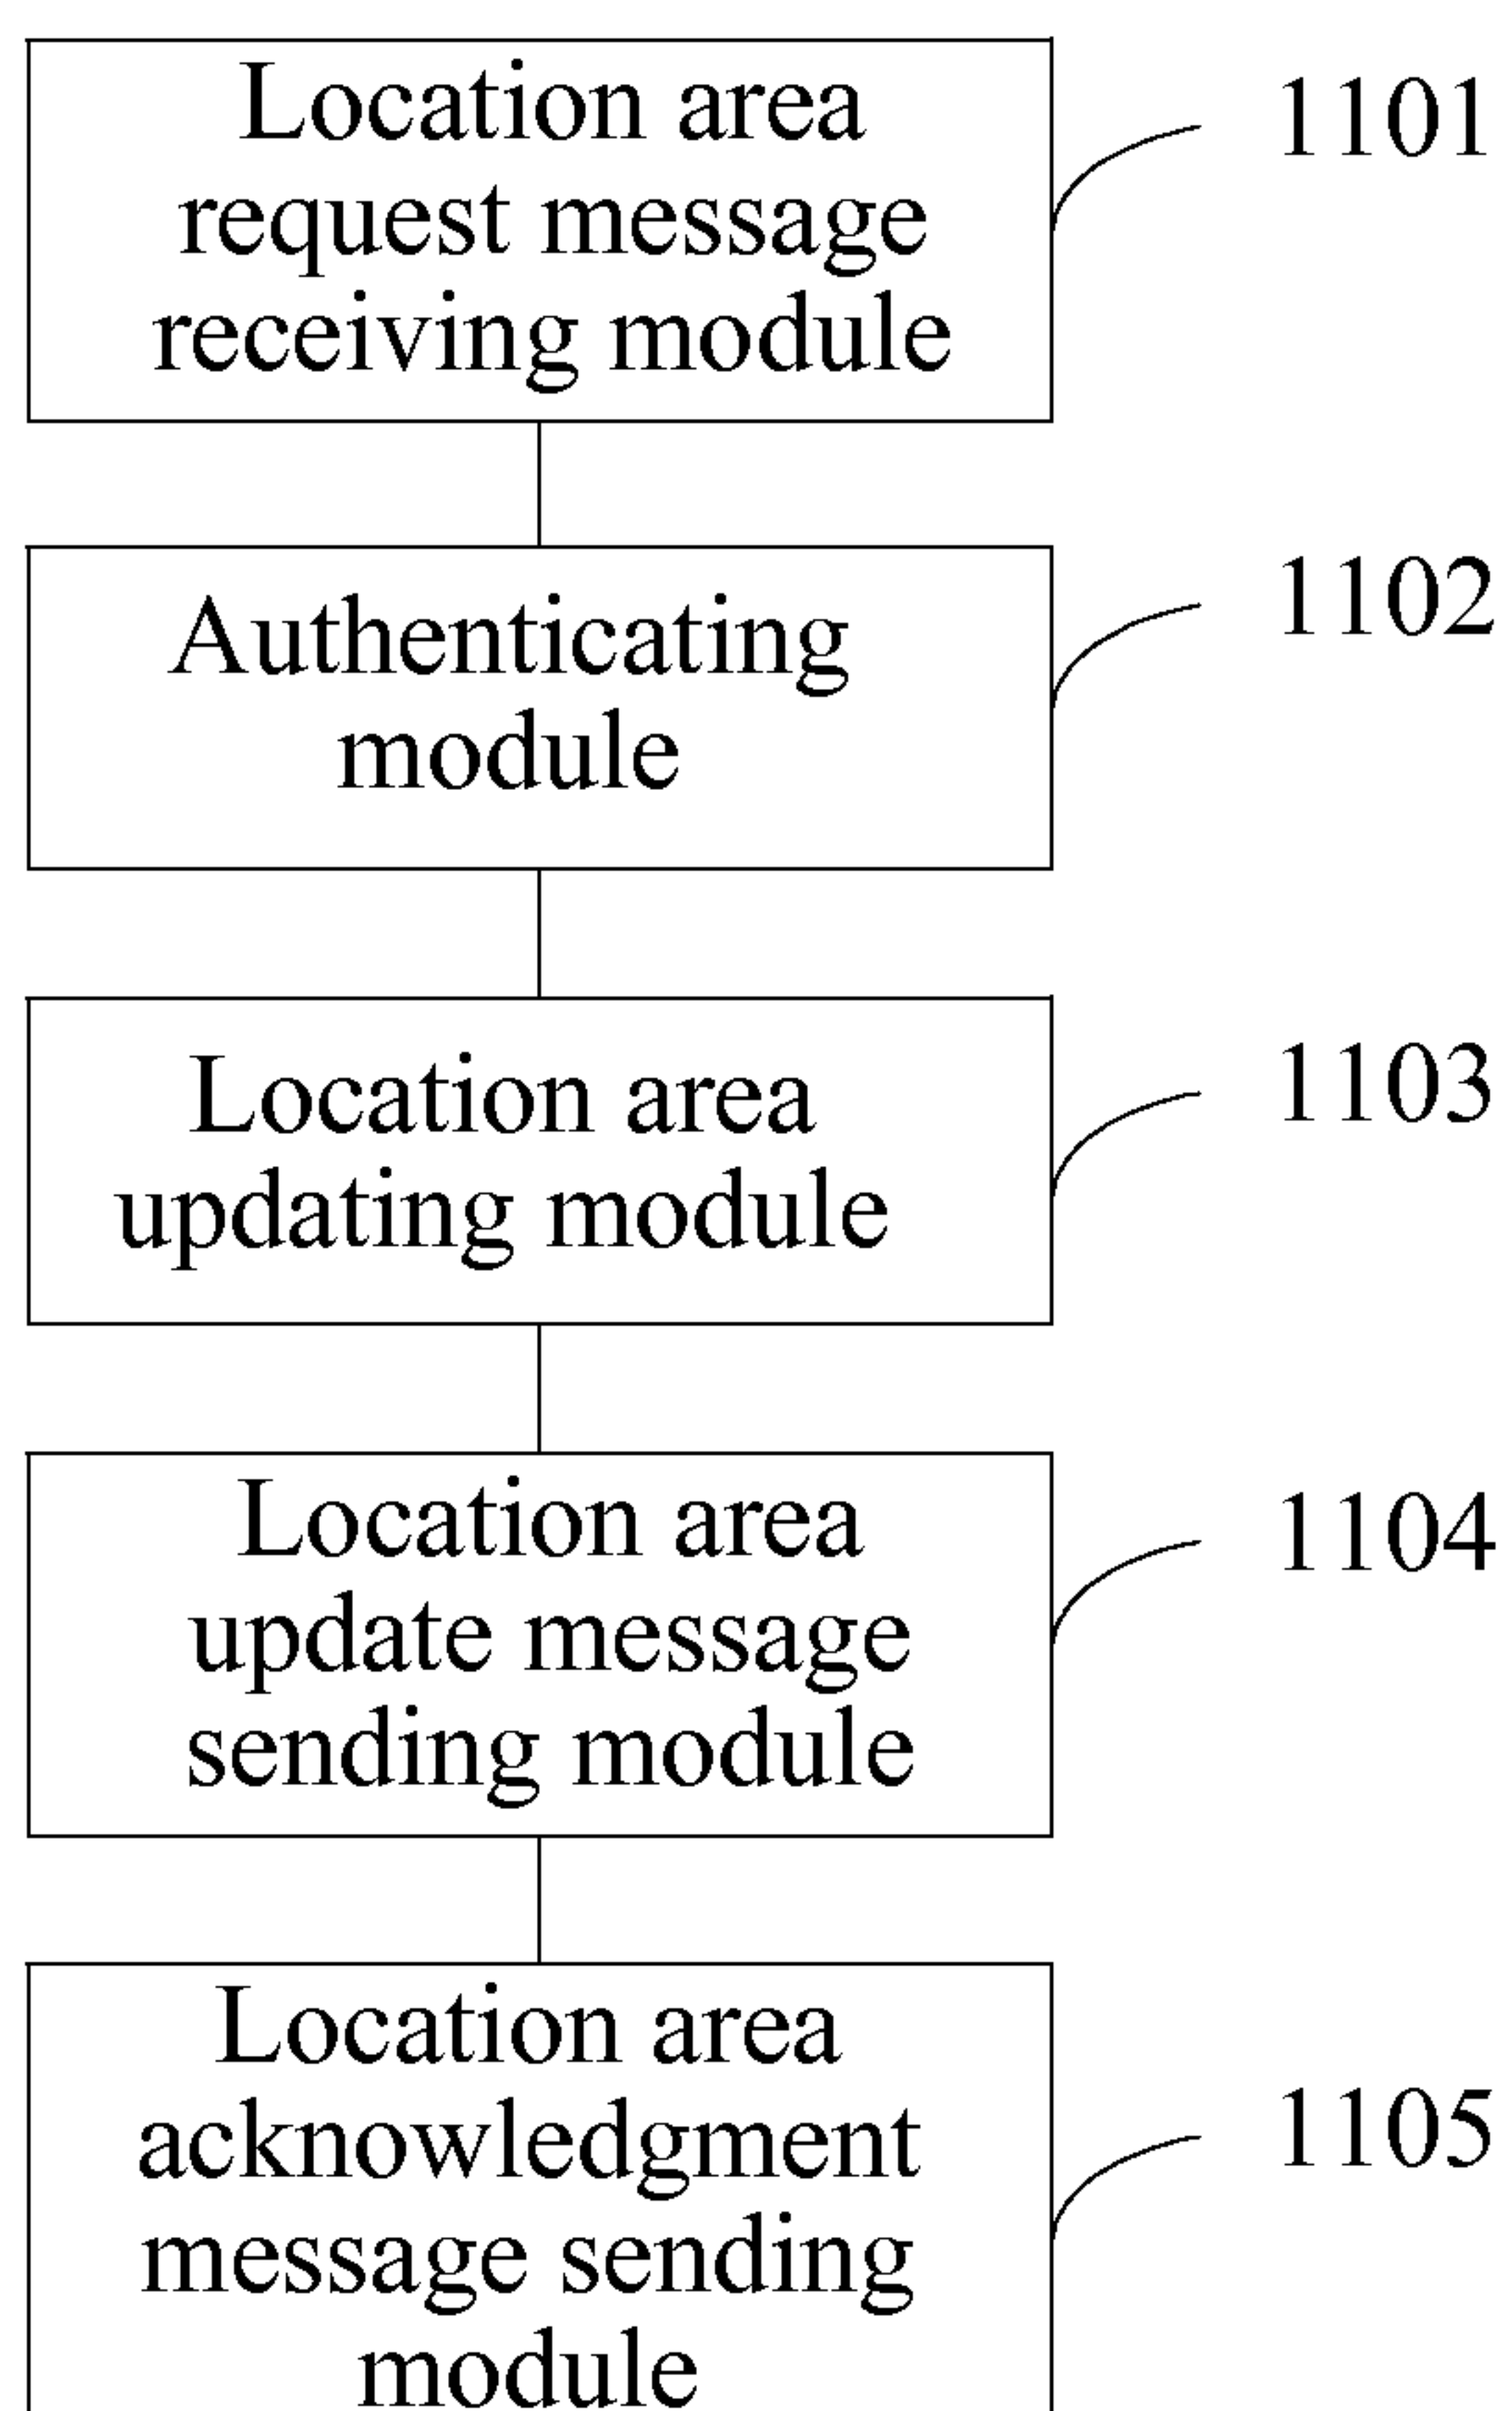 Location area
request message
receiving module
1101
Authenticating
module
1102
Location area
updating module
1103
Location area
update message
sending module
1104
Location area
acknowledgment
message sending
module
1105